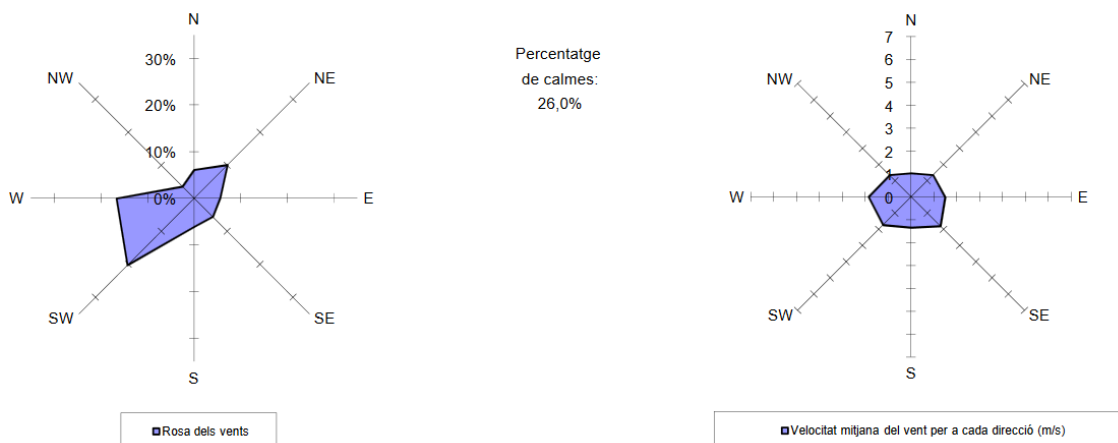 N
30%
NW
NE
20%
10%
W
0%
E
SW
SE
S
Rosa dels vents
Percentatge
de calmes:
26,0%
N
7
6
NW
NE
5
4
3
2
1
W
0
E
SW
SE
S
Velocitat mitjana del vent per a cada direcció (m/s)